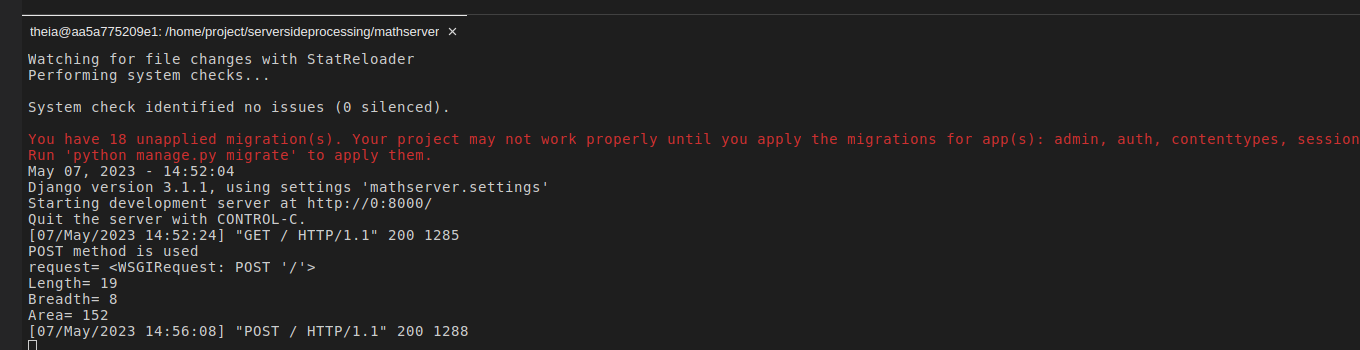 theia@aa5a775209e1: /home/project/serversideprocessing/mathserver ×
Watching for file changes with StatReloader
Performing system checks...
System check identified no issues (0 silenced).
You have 18 unapplied migration(s). Your project may not work properly until you apply the migrations for app(s): admin, auth, contenttypes, session
Run 'python manage.py migrate' to apply them.
May 07, 2023 - 14:52:04
Django version 3.1.1, using settings 'mathserver.settings'
Starting development server at http://0:8000/
Quit the server with CONTROL-C.
[07/May/2023 14:52:24] "GET / HTTP/1.1" 200 1285
POST method is used
request= <WSGIRequest: POST '/'>
Length= 19
Breadth= 8
Area= 152
[07/May/2023 14:56:08] "POST / HTTP/1.1" 200 1288